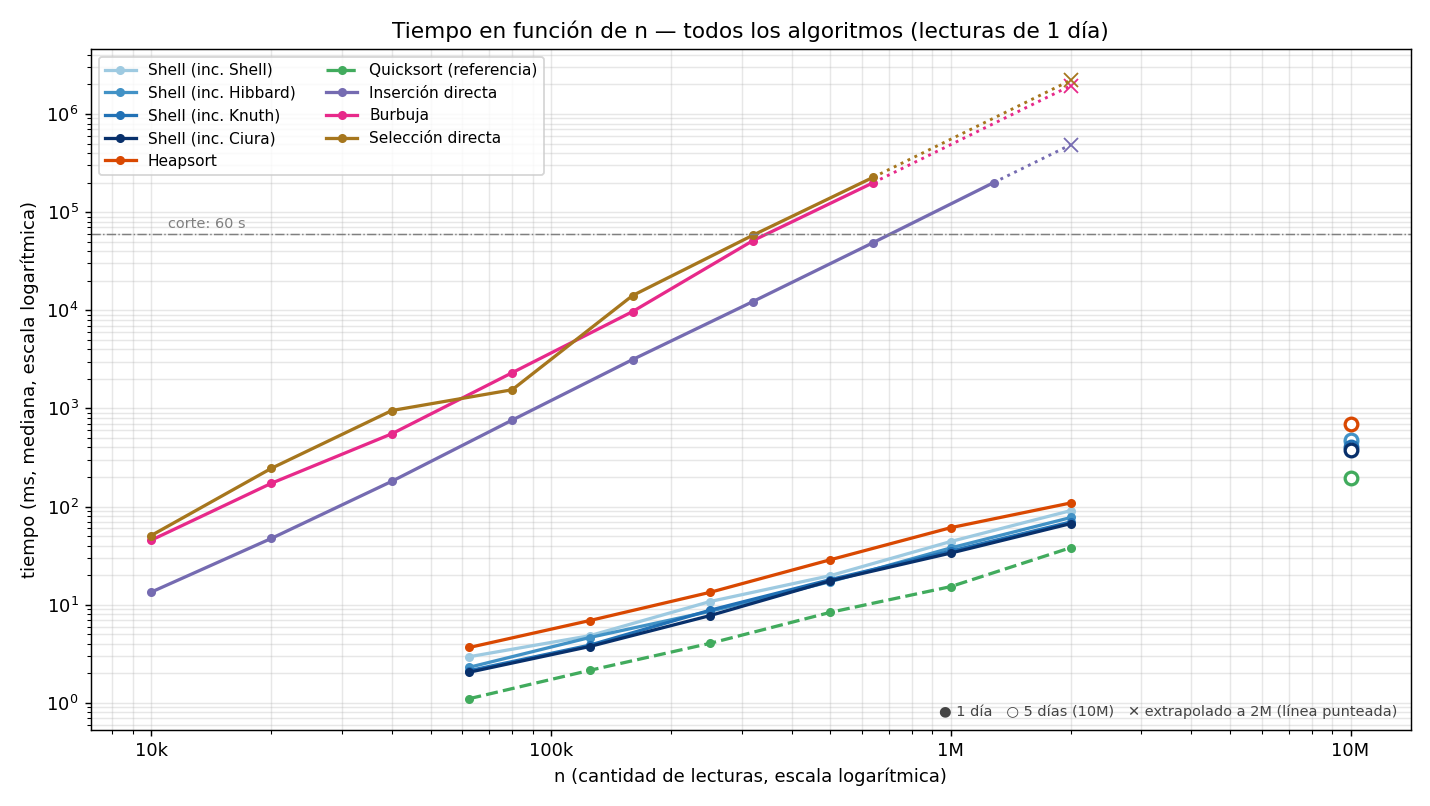 Tiempo en función de n — todos los algoritmos (lecturas de 1 día)
Shell (inc. Shell)
Shell (inc. Hibbard)
Shell (inc. Knuth)
Shell (inc. Ciura)
Heapsort
Quicksort (referencia)
Inserción directa
Burbuja
Selección directa
tiempo (ms, mediana, escala logarítmica)
10⁶
10⁵
10⁴
10³
10²
10¹
10⁰
corte: 60 s
● 1 día ○ 5 días (10M) ✕ extrapolado a 2M (línea punteada)
10k 100k 1M 10M
n (cantidad de lecturas, escala logarítmica)